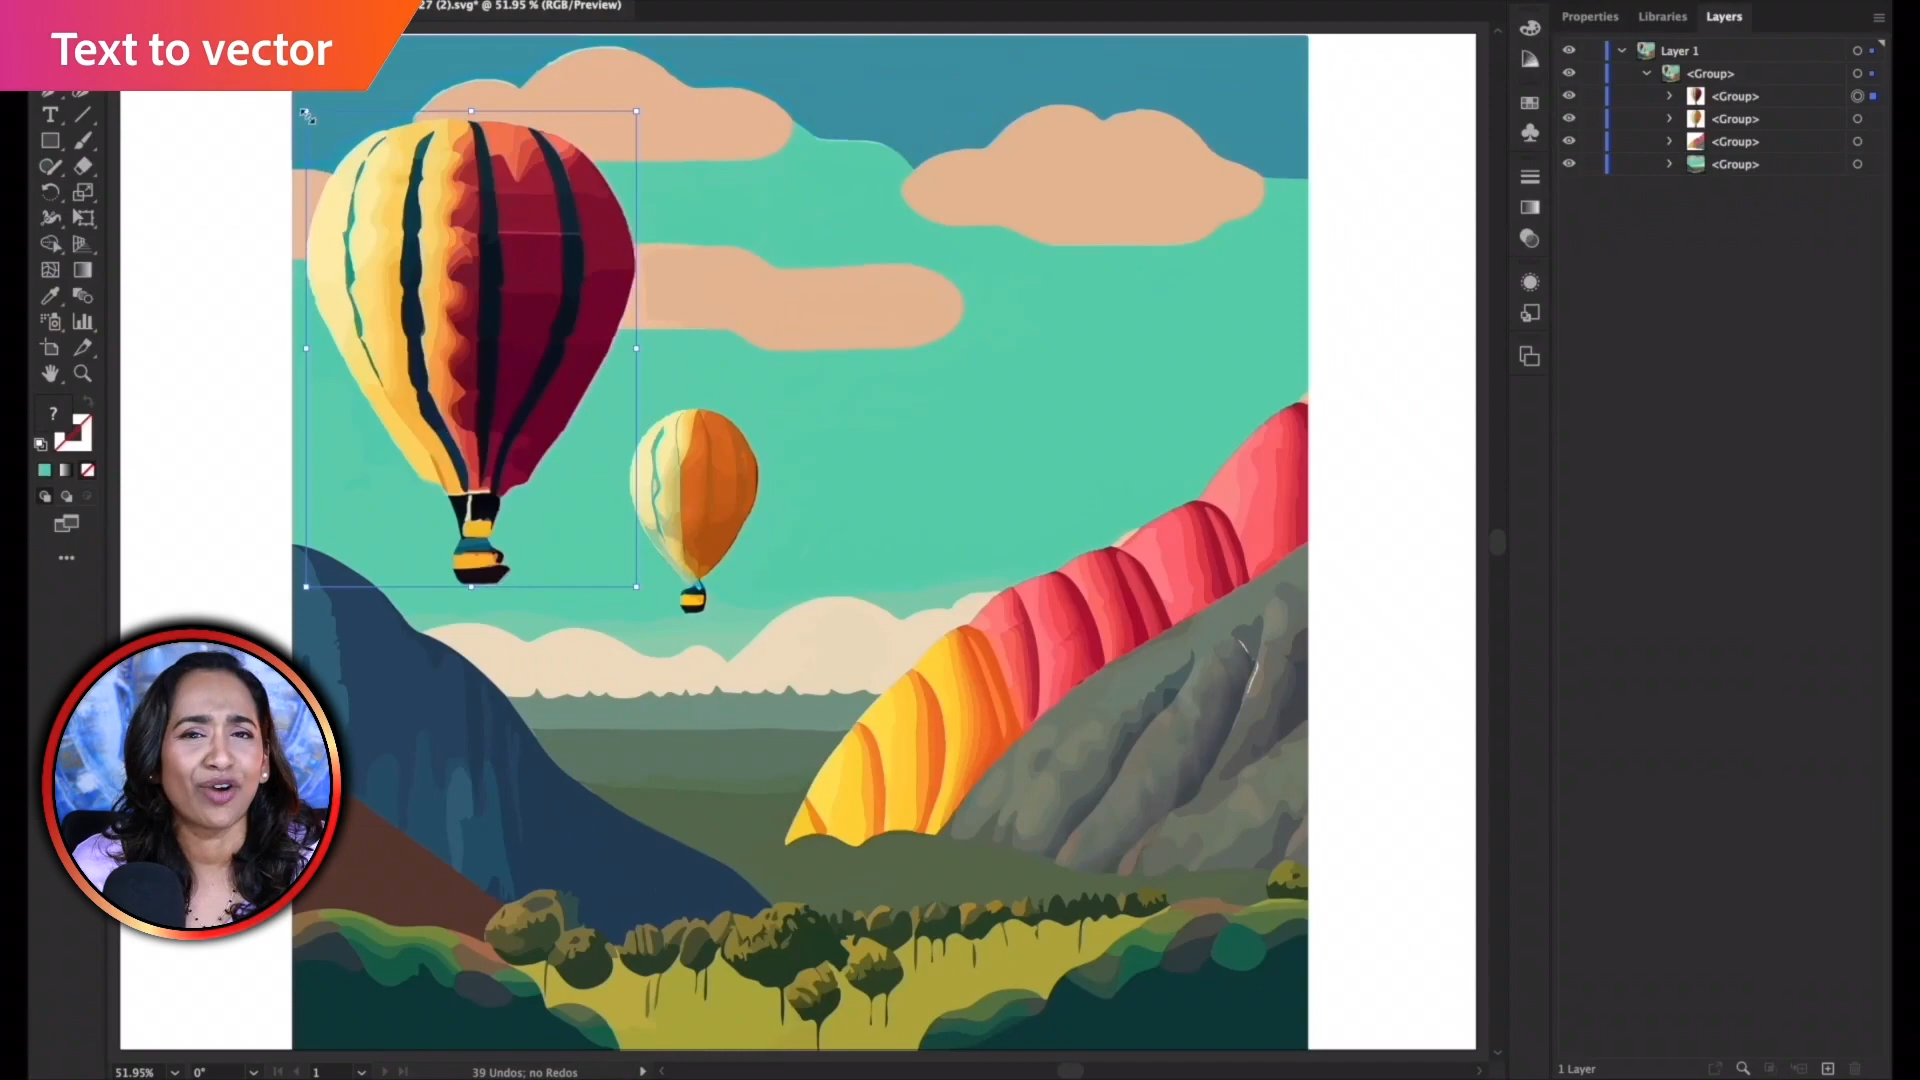 27 (2).svg* @ 51.95 % (RGB/Preview)
Text to vector
Properties Libraries Layers
Layer 1
<Group>
<Group>
<Group>
<Group>
<Group>
T
?
51.95% 0° 1 39 Undos; no Redos
1 Layer